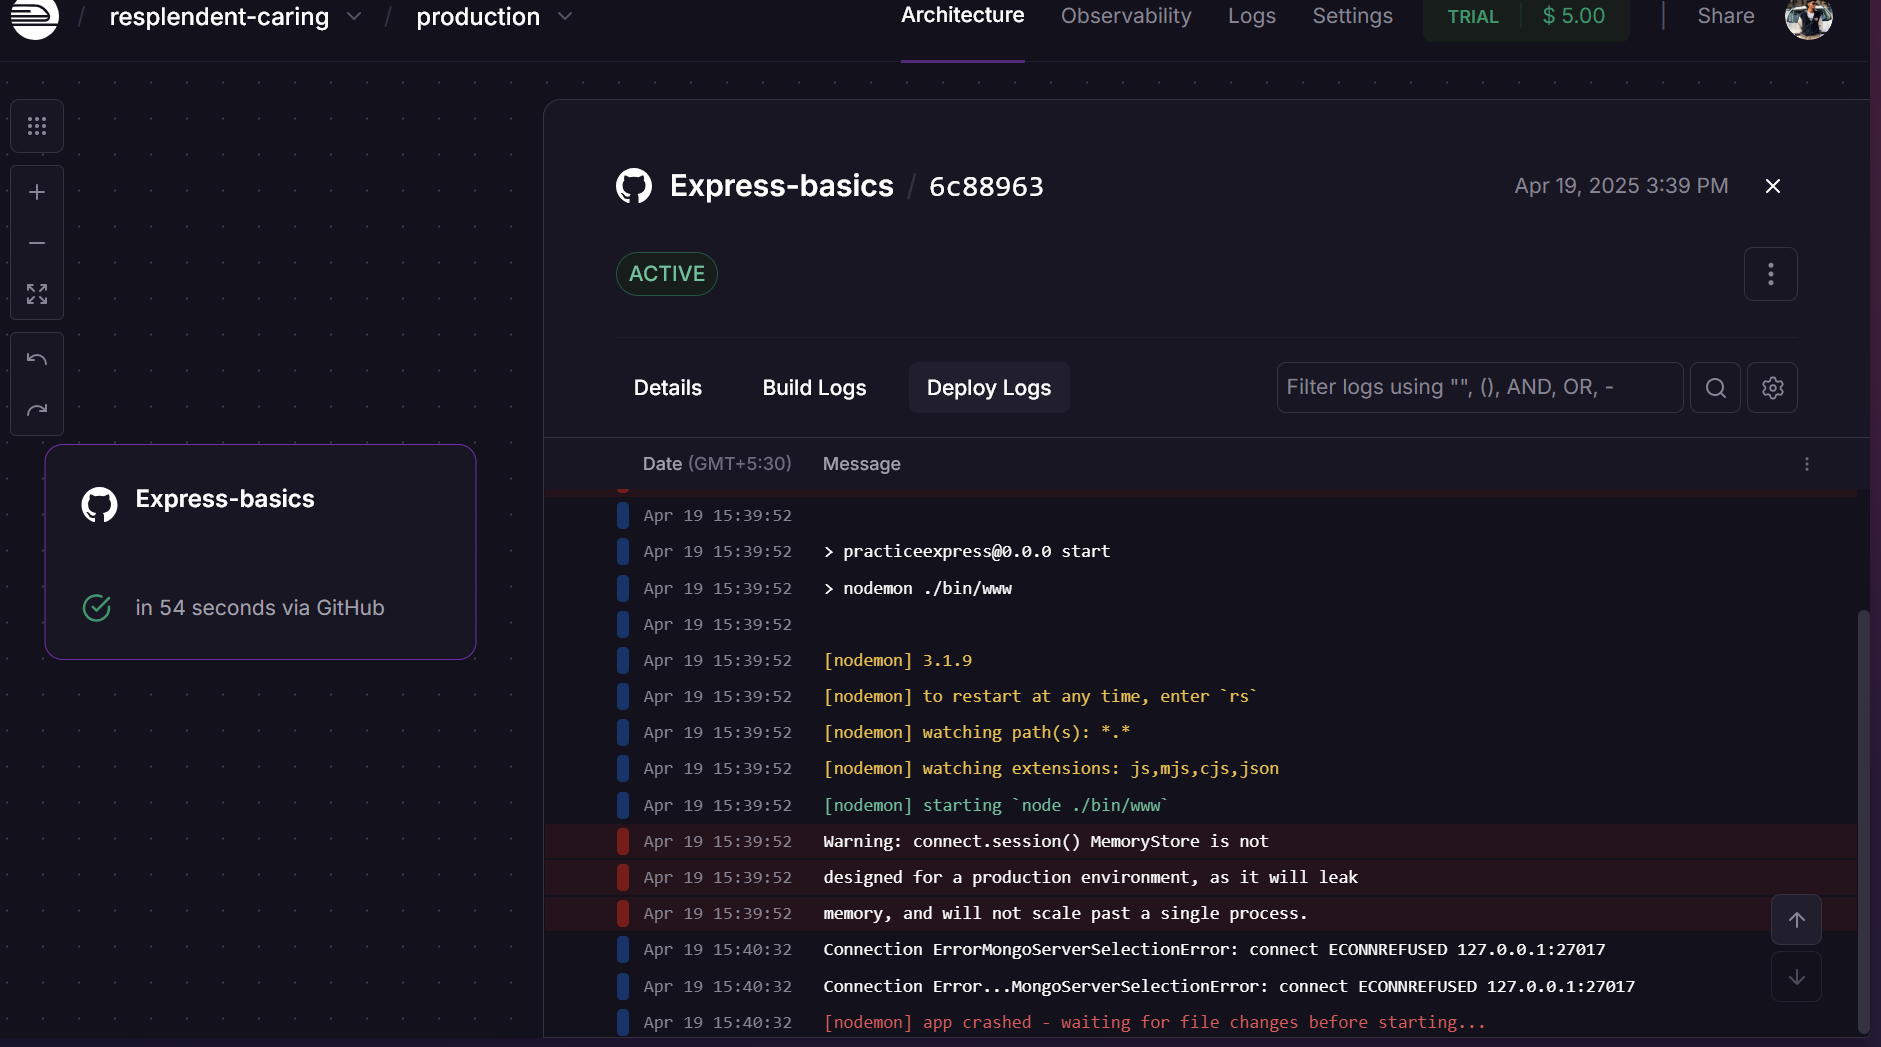 / resplendent-caring / production
Architecture Observability Logs Settings TRIAL $ 5.00 Share
Express-basics / 6c88963 Apr 19, 2025 3:39 PM
ACTIVE
Details Build Logs Deploy Logs Filter logs using "", (), AND, OR, -
Express-basics
in 54 seconds via GitHub
Date (GMT+5:30) Message
Apr 19 15:39:52
Apr 19 15:39:52 > practiceexpress@0.0.0 start
Apr 19 15:39:52 > nodemon ./bin/www
Apr 19 15:39:52
Apr 19 15:39:52 [nodemon] 3.1.9
Apr 19 15:39:52 [nodemon] to restart at any time, enter `rs`
Apr 19 15:39:52 [nodemon] watching path(s): *.*
Apr 19 15:39:52 [nodemon] watching extensions: js,mjs,cjs,json
Apr 19 15:39:52 [nodemon] starting `node ./bin/www`
Apr 19 15:39:52 Warning: connect.session() MemoryStore is not
Apr 19 15:39:52 designed for a production environment, as it will leak
Apr 19 15:39:52 memory, and will not scale past a single process.
Apr 19 15:40:32 Connection ErrorMongoServerSelectionError: connect ECONNREFUSED 127.0.0.1:27017
Apr 19 15:40:32 Connection Error...MongoServerSelectionError: connect ECONNREFUSED 127.0.0.1:27017
Apr 19 15:40:32 [nodemon] app crashed - waiting for file changes before starting...